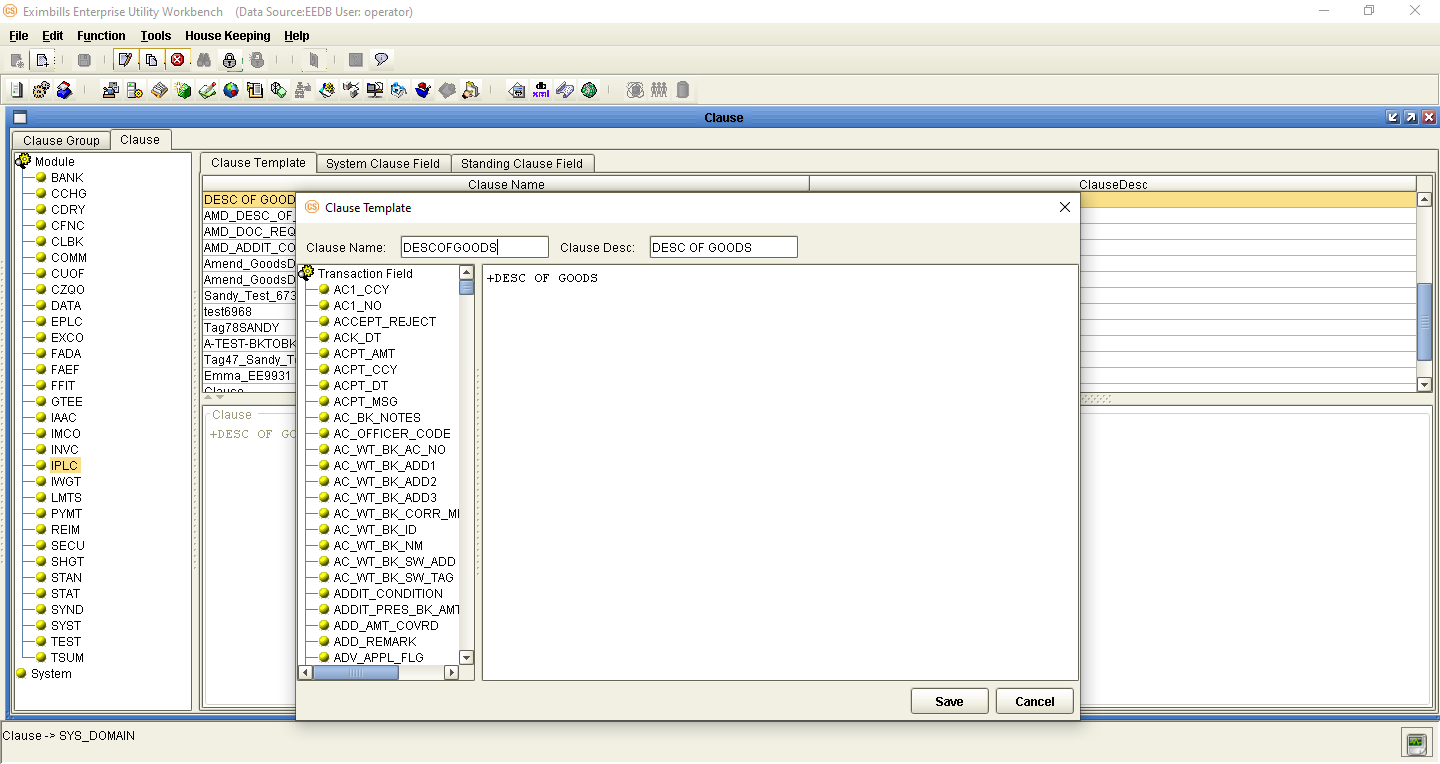 Eximbills Enterprise Utility Workbench (Data Source:EEDB User: operator)
File Edit Function Tools House Keeping Help
Clause
Clause Group Clause
Module
BANK
CCHG
CDRY
CFNC
CLBK
COMM
CUOF
CZQO
DATA
EPLC
EXCO
FADA
FAEF
FFIT
GTEE
IAAC
IMCO
INVC
IPLC
IWGT
LMTS
PYMT
REIM
SECU
SHGT
STAN
STAT
SYND
SYST
TEST
TSUM
System
Clause Template System Clause Field Standing Clause Field
Clause Name ClauseDesc
DESC OF GOOD
AMD_DESC_OF_
AMD_DOC_REQ
AMD_ADDIT_CO
Amend_GoodsD
Amend_GoodsD
Sandy_Test_673
test6968
Tag78SANDY
A-TEST-BKTOBK
Tag47_Sandy_T
Emma_EE9931
Clause
Clause
+DESC OF GO
Clause Template
Clause Name: DESCOFGOODS Clause Desc: DESC OF GOODS
Transaction Field
AC1_CCY
AC1_NO
ACCEPT_REJECT
ACK_DT
ACPT_AMT
ACPT_CCY
ACPT_DT
ACPT_MSG
AC_BK_NOTES
AC_OFFICER_CODE
AC_WT_BK_AC_NO
AC_WT_BK_ADD1
AC_WT_BK_ADD2
AC_WT_BK_ADD3
AC_WT_BK_CORR_M
AC_WT_BK_ID
AC_WT_BK_NM
AC_WT_BK_SW_ADD
AC_WT_BK_SW_TAG
ADDIT_CONDITION
ADDIT_PRES_BK_AMT
ADD_AMT_COVRD
ADD_REMARK
ADV_APPL_FLG
+DESC OF GOODS
Save Cancel
Clause -> SYS_DOMAIN